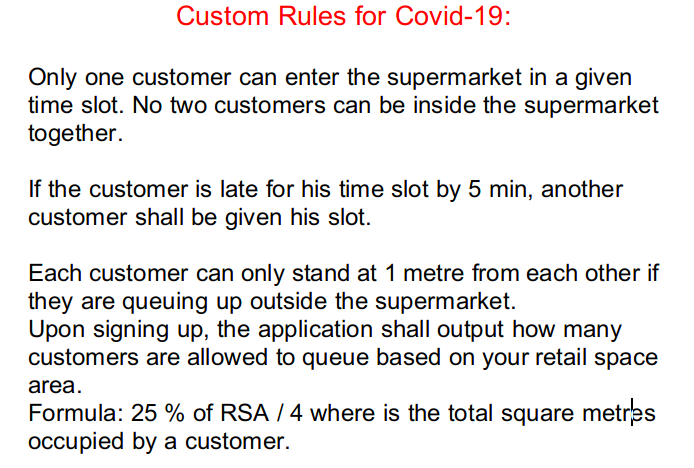 Custom Rules for Covid-19:
Only one customer can enter the supermarket in a given
time slot. No two customers can be inside the supermarket
together.
If the customer is late for his time slot by 5 min, another
customer shall be given his slot.
Each customer can only stand at 1 metre from each other if
they are queuing up outside the supermarket.
Upon signing up, the application shall output how many
customers are allowed to queue based on your retail space
area.
Formula: 25 % of RSA / 4 where is the total square metres
occupied by a customer.